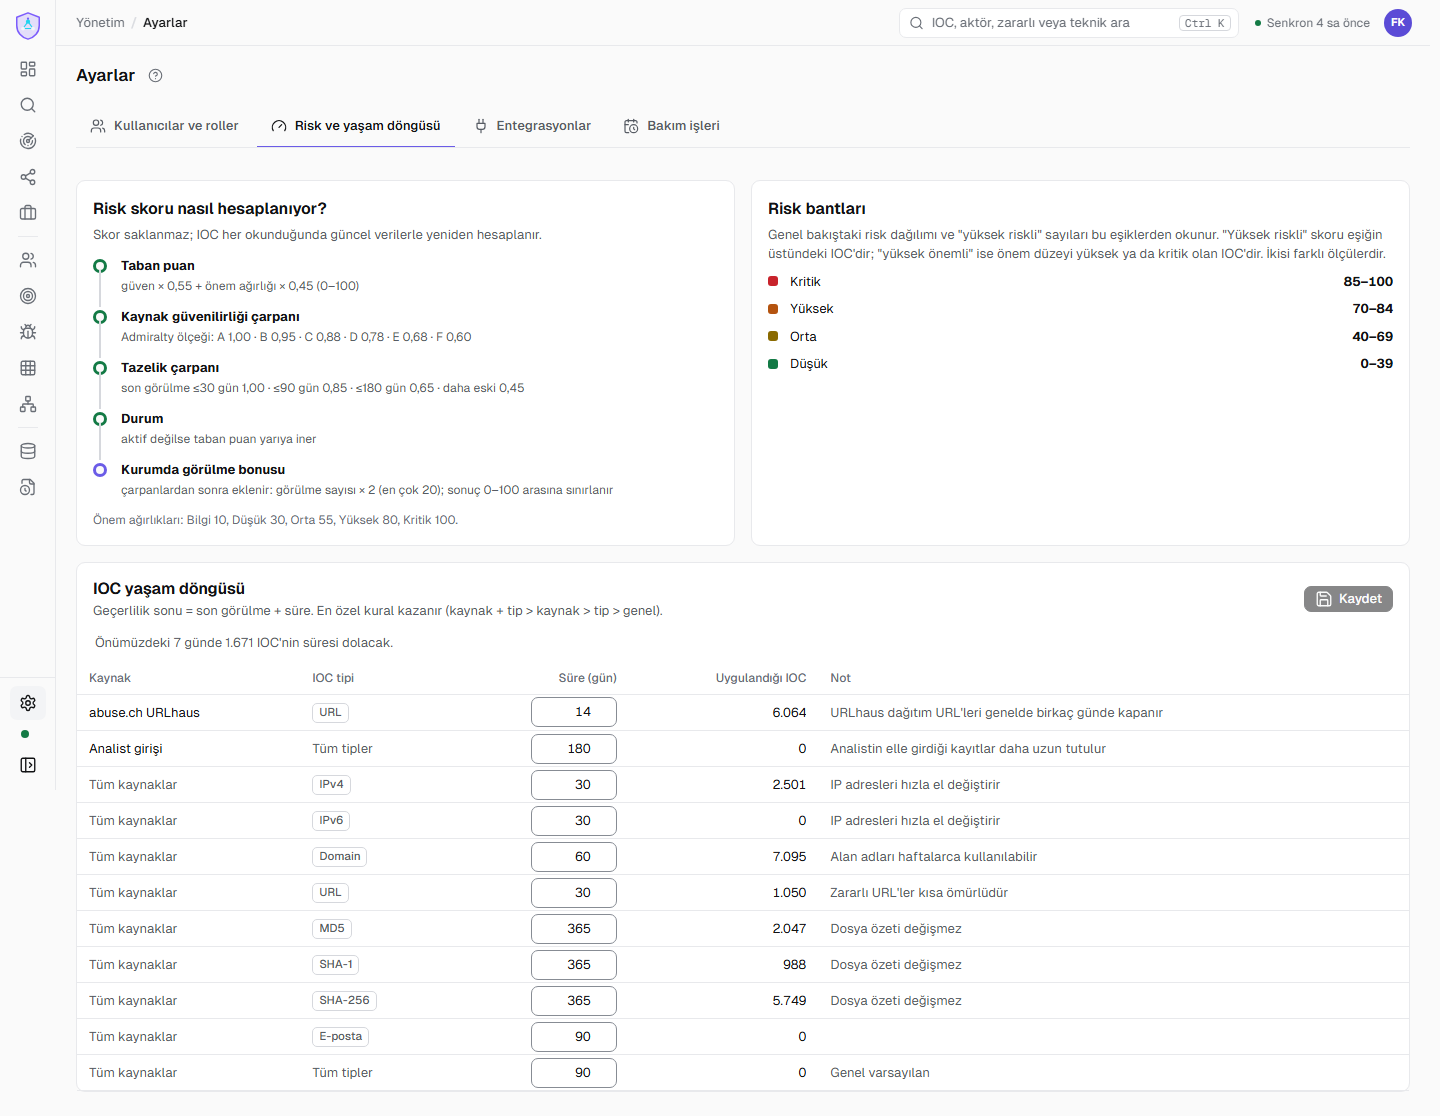 Yönetim / Ayarlar
IOC, aktör, zararlı veya teknik ara
Ctrl K
Senkron 4 sa önce
FK
Ayarlar
Kullanıcılar ve roller
Risk ve yaşam döngüsü
Entegrasyonlar
Bakım işleri
Risk skoru nasıl hesaplanıyor?
Skor saklanmaz; IOC her okunduğunda güncel verilerle yeniden hesaplanır.
Taban puan
güven × 0,55 + önem ağırlığı × 0,45 (0–100)
Kaynak güvenilirliği çarpanı
Admiralty ölçeği: A 1,00 · B 0,95 · C 0,88 · D 0,78 · E 0,68 · F 0,60
Tazelik çarpanı
son görülme ≤30 gün 1,00 · ≤90 gün 0,85 · ≤180 gün 0,65 · daha eski 0,45
Durum
aktif değilse taban puan yarıya iner
Kurumda görülme bonusu
çarpanlardan sonra eklenir: görülme sayısı × 2 (en çok 20); sonuç 0–100 arasına sınırlanır
Önem ağırlıkları: Bilgi 10, Düşük 30, Orta 55, Yüksek 80, Kritik 100.
Risk bantları
Genel bakıştaki risk dağılımı ve "yüksek riskli" sayıları bu eşiklerden okunur. "Yüksek riskli" skoru eşiğin
üstündeki IOC'dir; "yüksek önemli" ise önem düzeyi yüksek ya da kritik olan IOC'dir. İkisi farklı ölçülerdir.
Kritik 85–100
Yüksek 70–84
Orta 40–69
Düşük 0–39
IOC yaşam döngüsü
Geçerlilik sonu = son görülme + süre. En özel kural kazanır (kaynak + tip > kaynak > tip > genel).
Kaydet
Önümüzdeki 7 günde 1.671 IOC'nin süresi dolacak.
Kaynak IOC tipi Süre (gün) Uygulandığı IOC Not
abuse.ch URLhaus URL 14 6.064 URLhaus dağıtım URL'leri genelde birkaç günde kapanır
Analist girişi Tüm tipler 180 0 Analistin elle girdiği kayıtlar daha uzun tutulur
Tüm kaynaklar IPv4 30 2.501 IP adresleri hızla el değiştirir
Tüm kaynaklar IPv6 30 0 IP adresleri hızla el değiştirir
Tüm kaynaklar Domain 60 7.095 Alan adları haftalarca kullanılabilir
Tüm kaynaklar URL 30 1.050 Zararlı URL'ler kısa ömürlüdür
Tüm kaynaklar MD5 365 2.047 Dosya özeti değişmez
Tüm kaynaklar SHA-1 365 988 Dosya özeti değişmez
Tüm kaynaklar SHA-256 365 5.749 Dosya özeti değişmez
Tüm kaynaklar E-posta 90 0
Tüm kaynaklar Tüm tipler 90 0 Genel varsayılan